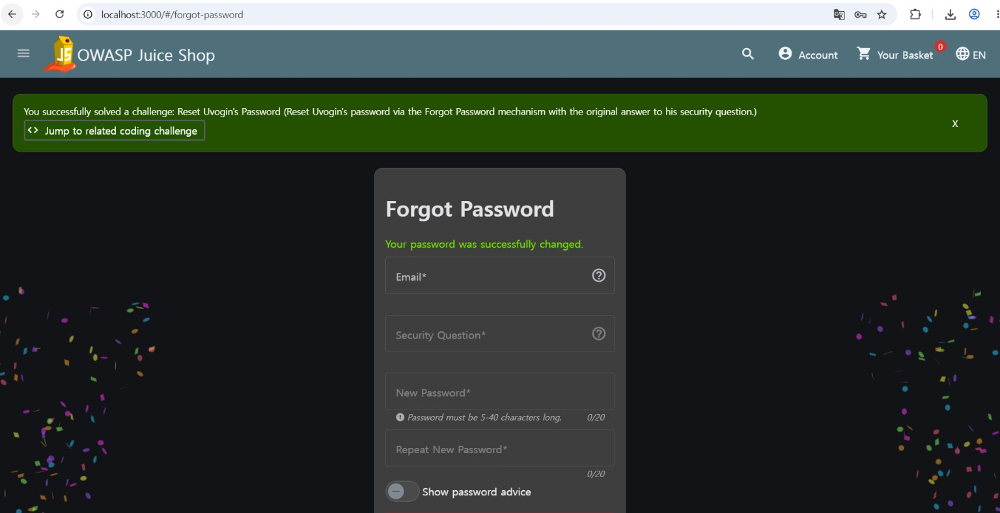 localhost:3000/#/forgot-password
JS
OWASP Juice Shop
Account
Your Basket
0
EN
You successfully solved a challenge: Reset Uvogin's Password (Reset Uvogin's password via the Forgot Password mechanism with the original answer to his security question.)
<> Jump to related coding challenge
X
Forgot Password
Your password was successfully changed.
Email*
Security Question*
New Password*
Password must be 5-40 characters long.
0/20
Repeat New Password*
0/20
Show password advice